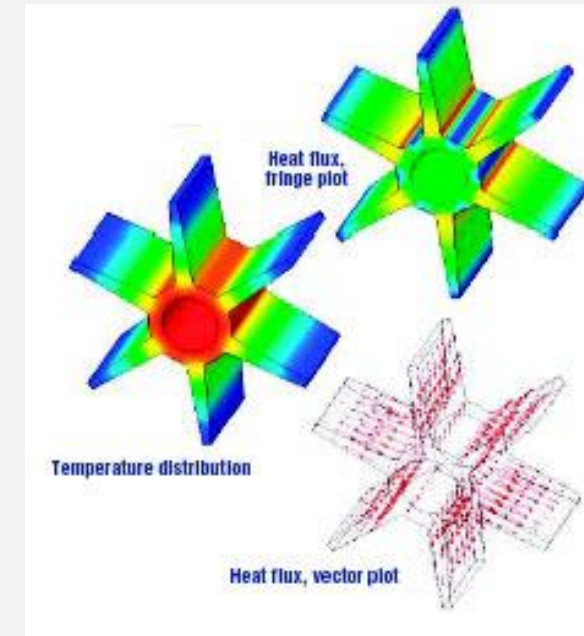 Heat flux,
fringe plot
Temperature distribution
Heat flux, vector plot